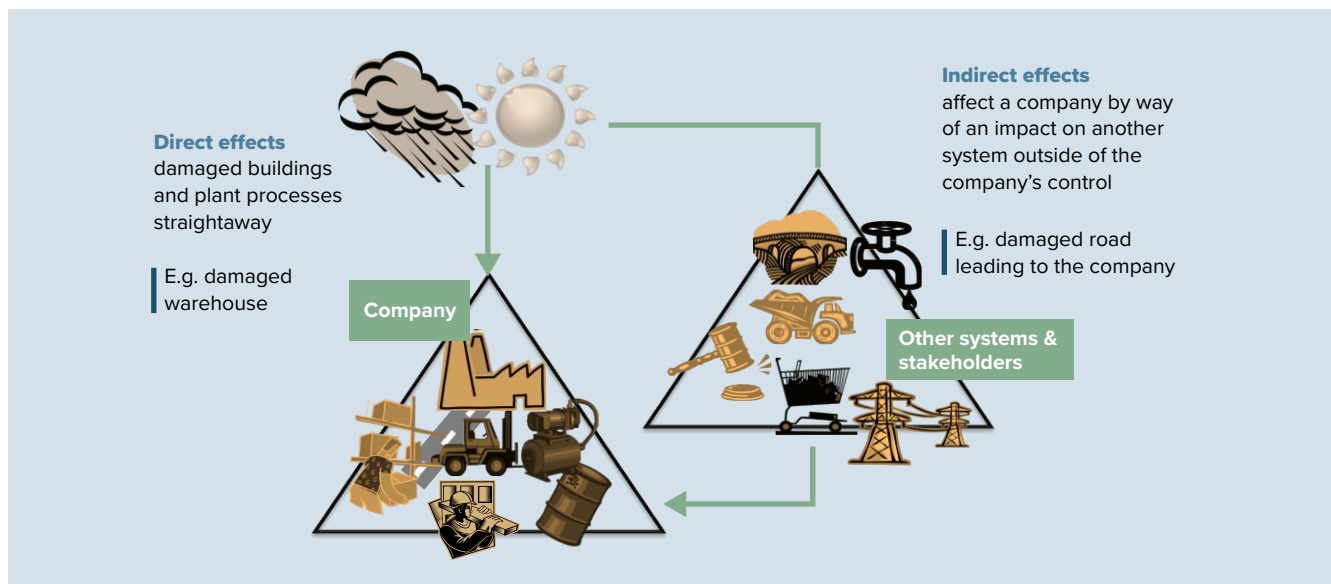 Direct effects
damaged buildings
and plant processes
straightaway
E.g. damaged
warehouse
Company
Indirect effects
affect a company by way
of an impact on another
system outside of the
company’s control
E.g. damaged road
leading to the company
Other systems &
stakeholders